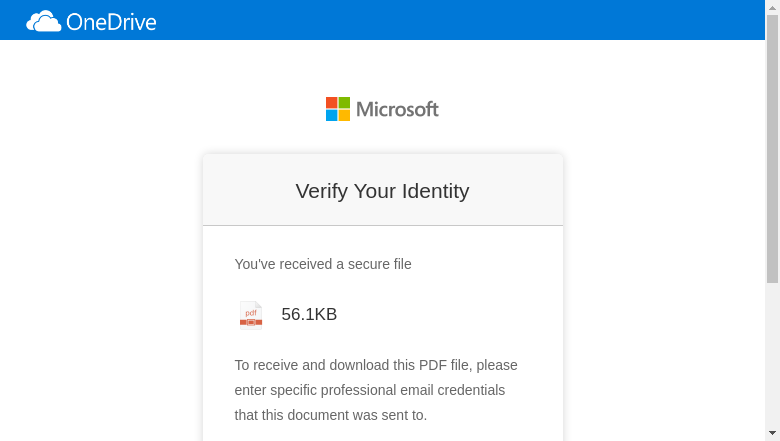 OneDrive
Microsoft
Verify Your Identity
You've received a secure file
pdf
56.1KB
To receive and download this PDF file, please
enter specific professional email credentials
that this document was sent to.